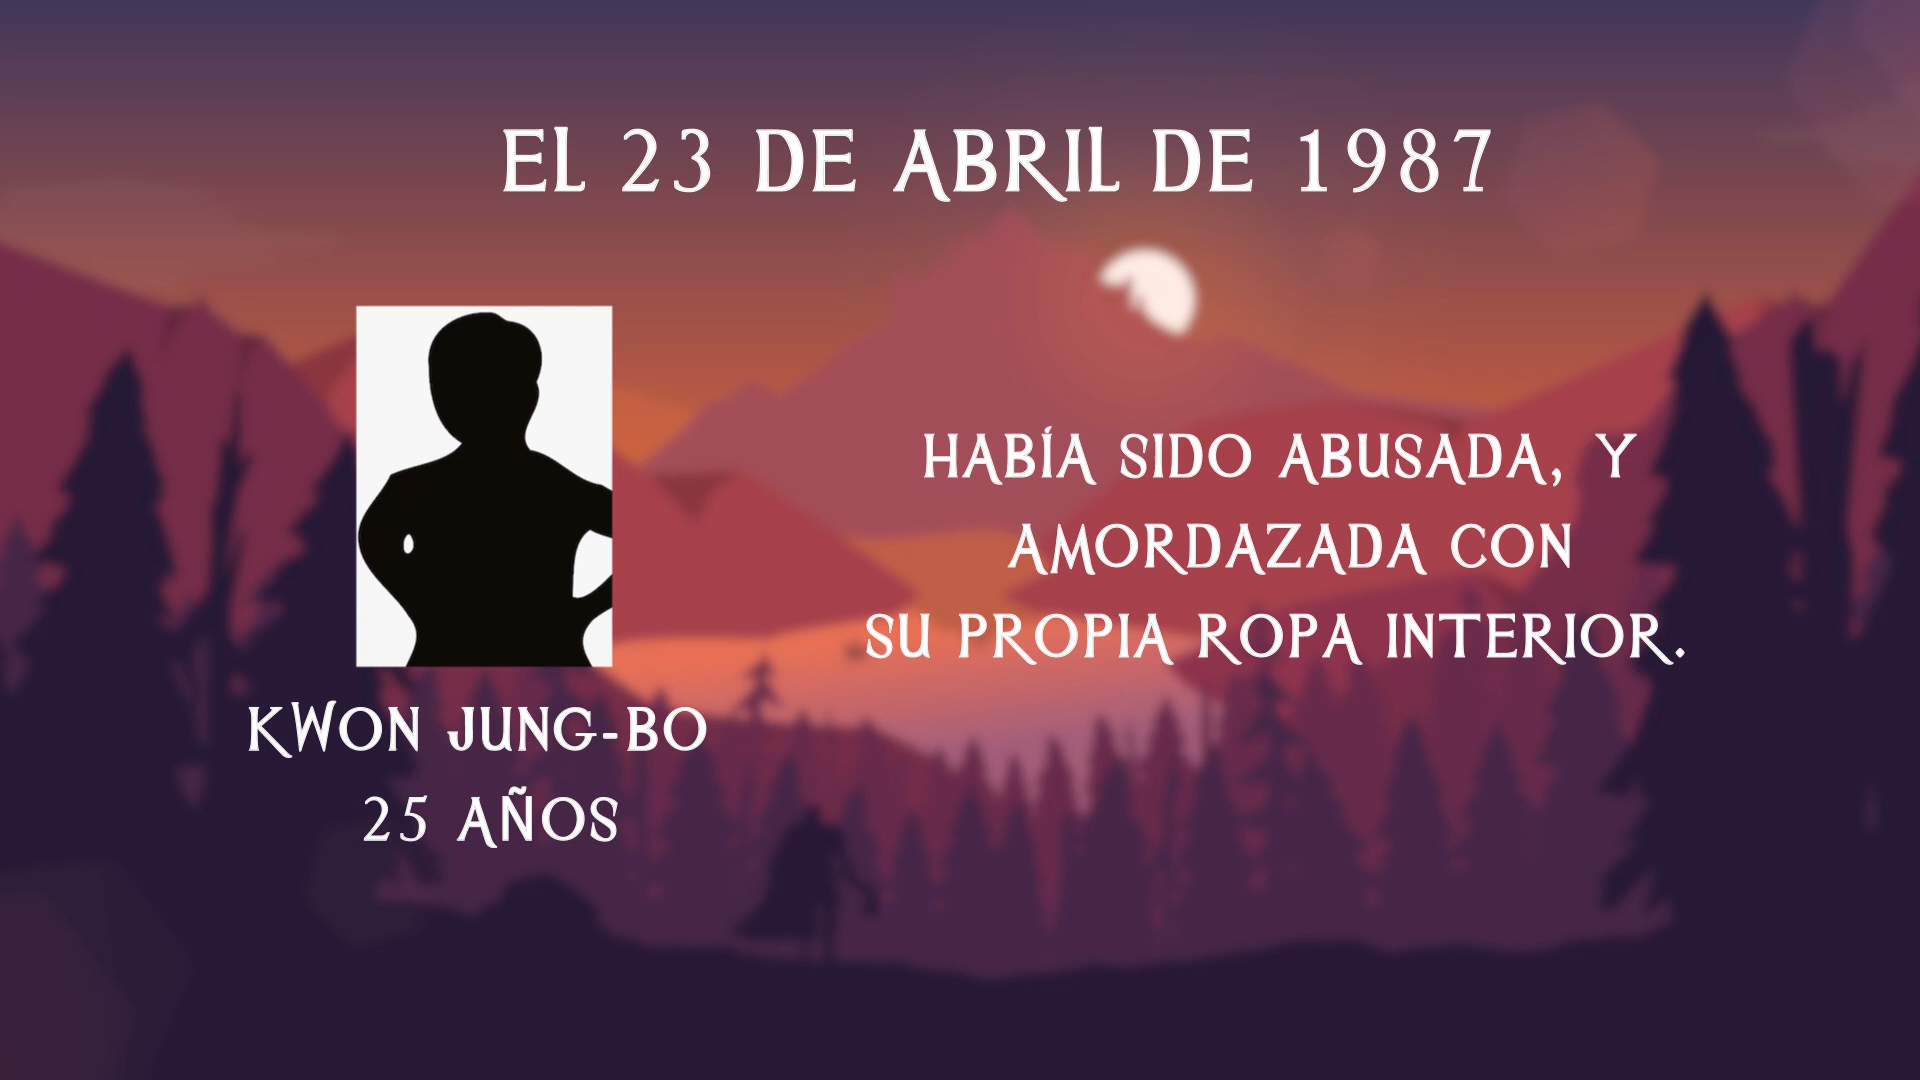 EL 23 DE ABRIL DE 1987
HABÍA SIDO ABUSADA, Y
AMORDAZADA CON
SU PROPIA ROPA INTERIOR.
KWON JUNG-BO
25 AÑOS